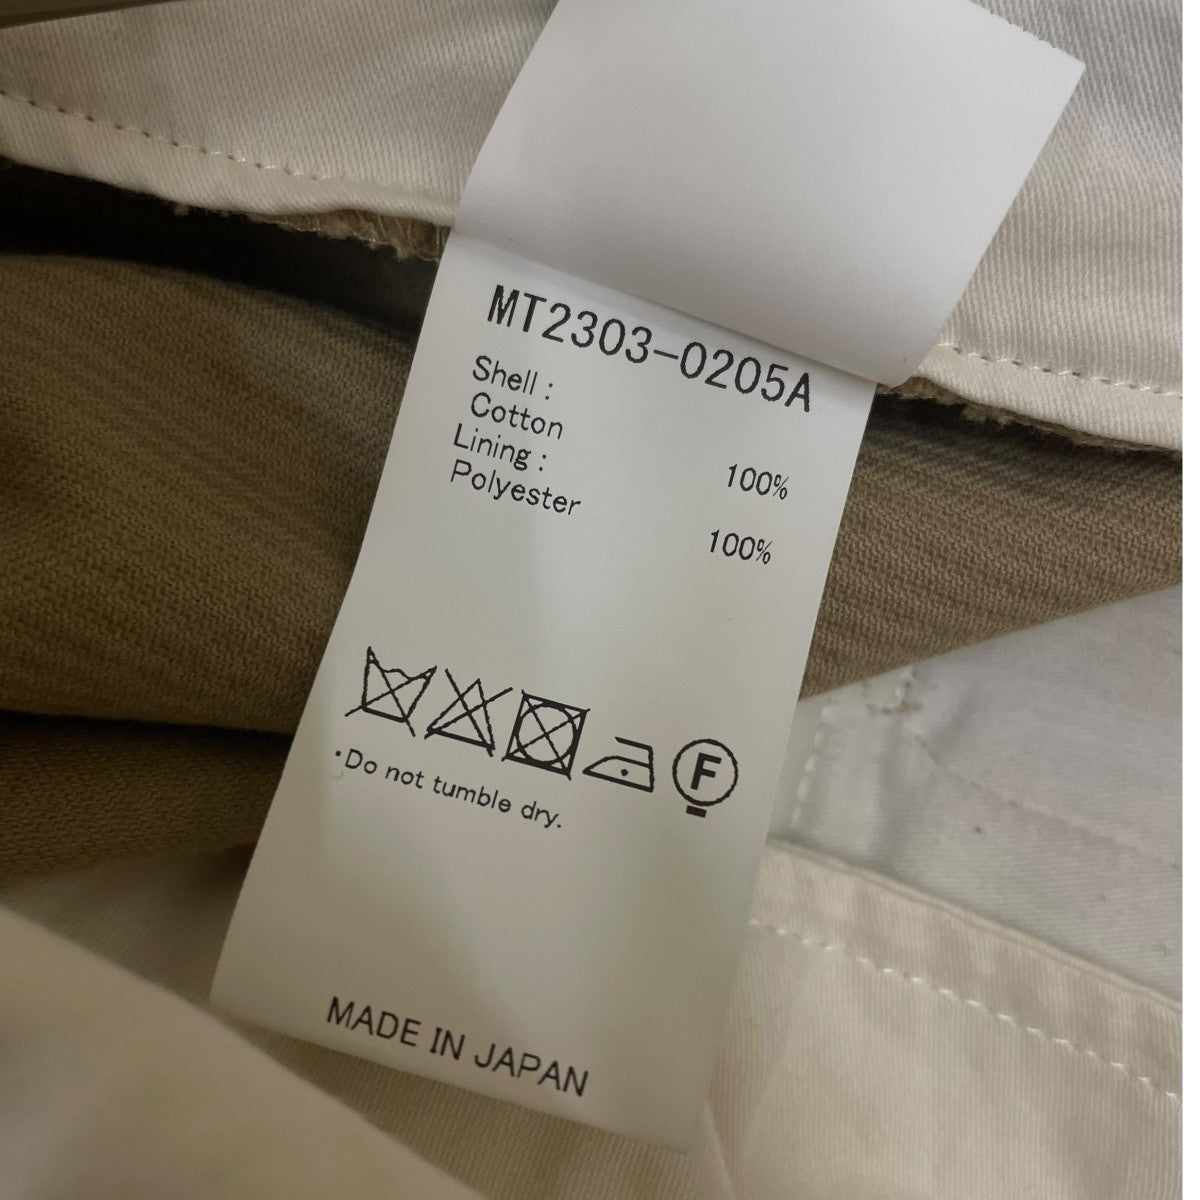 MT2303-0205A
Shell :
Cotton 100%
Lining :
Polyester 100%
F
・Do not tumble dry.
MADE IN JAPAN